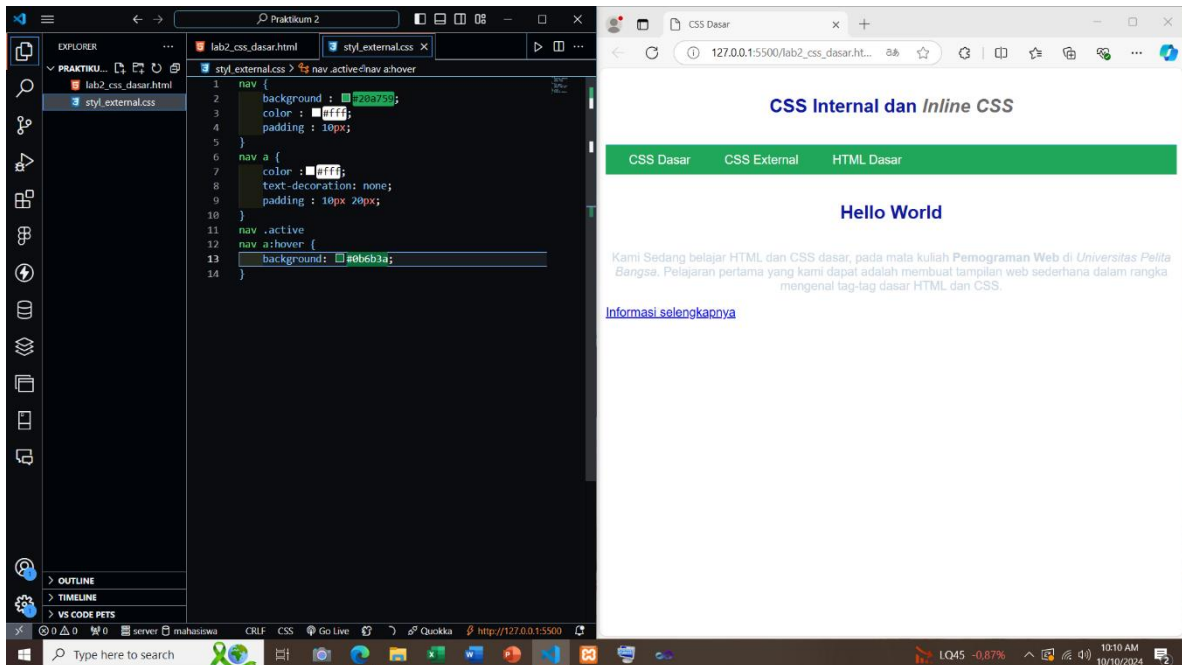 Praktikum 2
EXPLORER
lab2_css_dasar.html
styl_external.css
PRAKTIKU...
lab2_css_dasar.html
styl_external.css
styl_external.css > nav .active nav a:hover
1 nav {
2 background : #20a759;
3 color : #fff;
4 padding : 10px;
5 }
6 nav a {
7 color : #fff;
8 text-decoration: none;
9 padding : 10px 20px;
10 }
11 nav .active
12 nav a:hover {
13 background: #0b6b3a;
14 }
OUTLINE
TIMELINE
VS CODE PETS
0 0 0 server mahasiswa CRLF CSS Go Live Quokka http://127.0.0.1:5500
CSS Dasar
127.0.0.1:5500/lab2_css_dasar.ht...
CSS Internal dan Inline CSS
CSS Dasar CSS External HTML Dasar
Hello World
Kami Sedang belajar HTML dan CSS dasar, pada mata kuliah Pemograman Web di Universitas Pelita
Bangsa. Pelajaran pertama yang kami dapat adalah membuat tampilan web sederhana dalam rangka
mengenal tag-tag dasar HTML dan CSS.
Informasi selengkapnya
Type here to search
LQ45 -0,87%
10:10 AM
10/10/2024
2